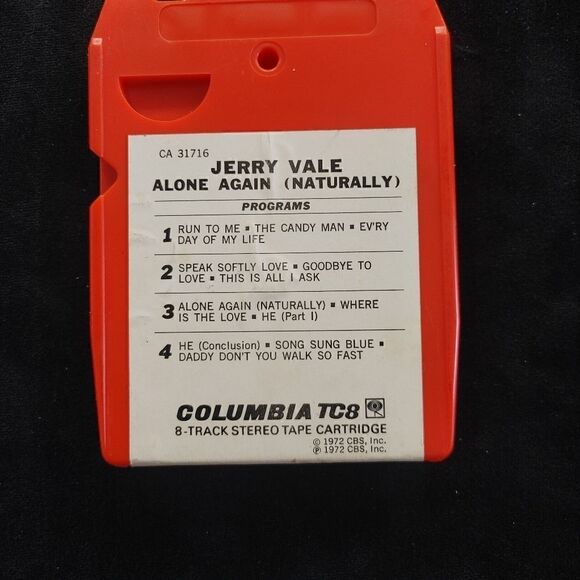 CA 31716
JERRY VALE
ALONE AGAIN (NATURALLY)
PROGRAMS
1 RUN TO ME ▪ THE CANDY MAN ▪ EV'RY
DAY OF MY LIFE
2 SPEAK SOFTLY LOVE ▪ GOODBYE TO
LOVE ▪ THIS IS ALL I ASK
3 ALONE AGAIN (NATURALLY) ▪ WHERE
IS THE LOVE ▪ HE (Part I)
4 HE (Conclusion) ▪ SONG SUNG BLUE ▪
DADDY DON'T YOU WALK SO FAST
COLUMBIA TC8
8-TRACK STEREO TAPE CARTRIDGE
© 1972 CBS, Inc.
℗ 1972 CBS, Inc.